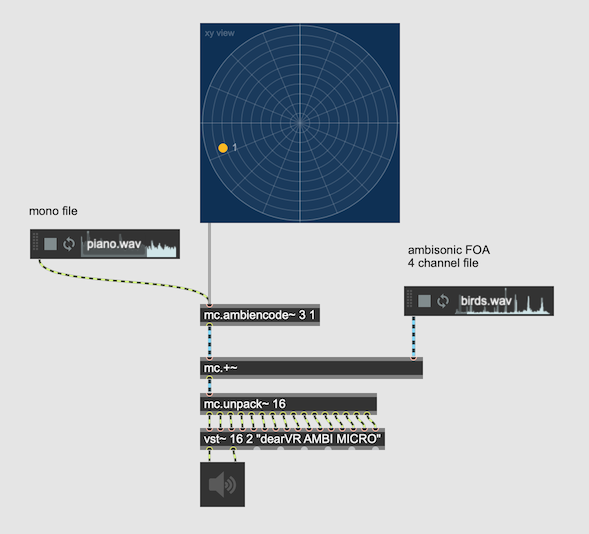 xy view
1
mono file
piano.wav
ambisonic FOA
4 channel file
birds.wav
mc.ambiencode~ 3 1
mc.+~
mc.unpack~ 16
vst~ 16 2 "dearVR AMBI MICRO"